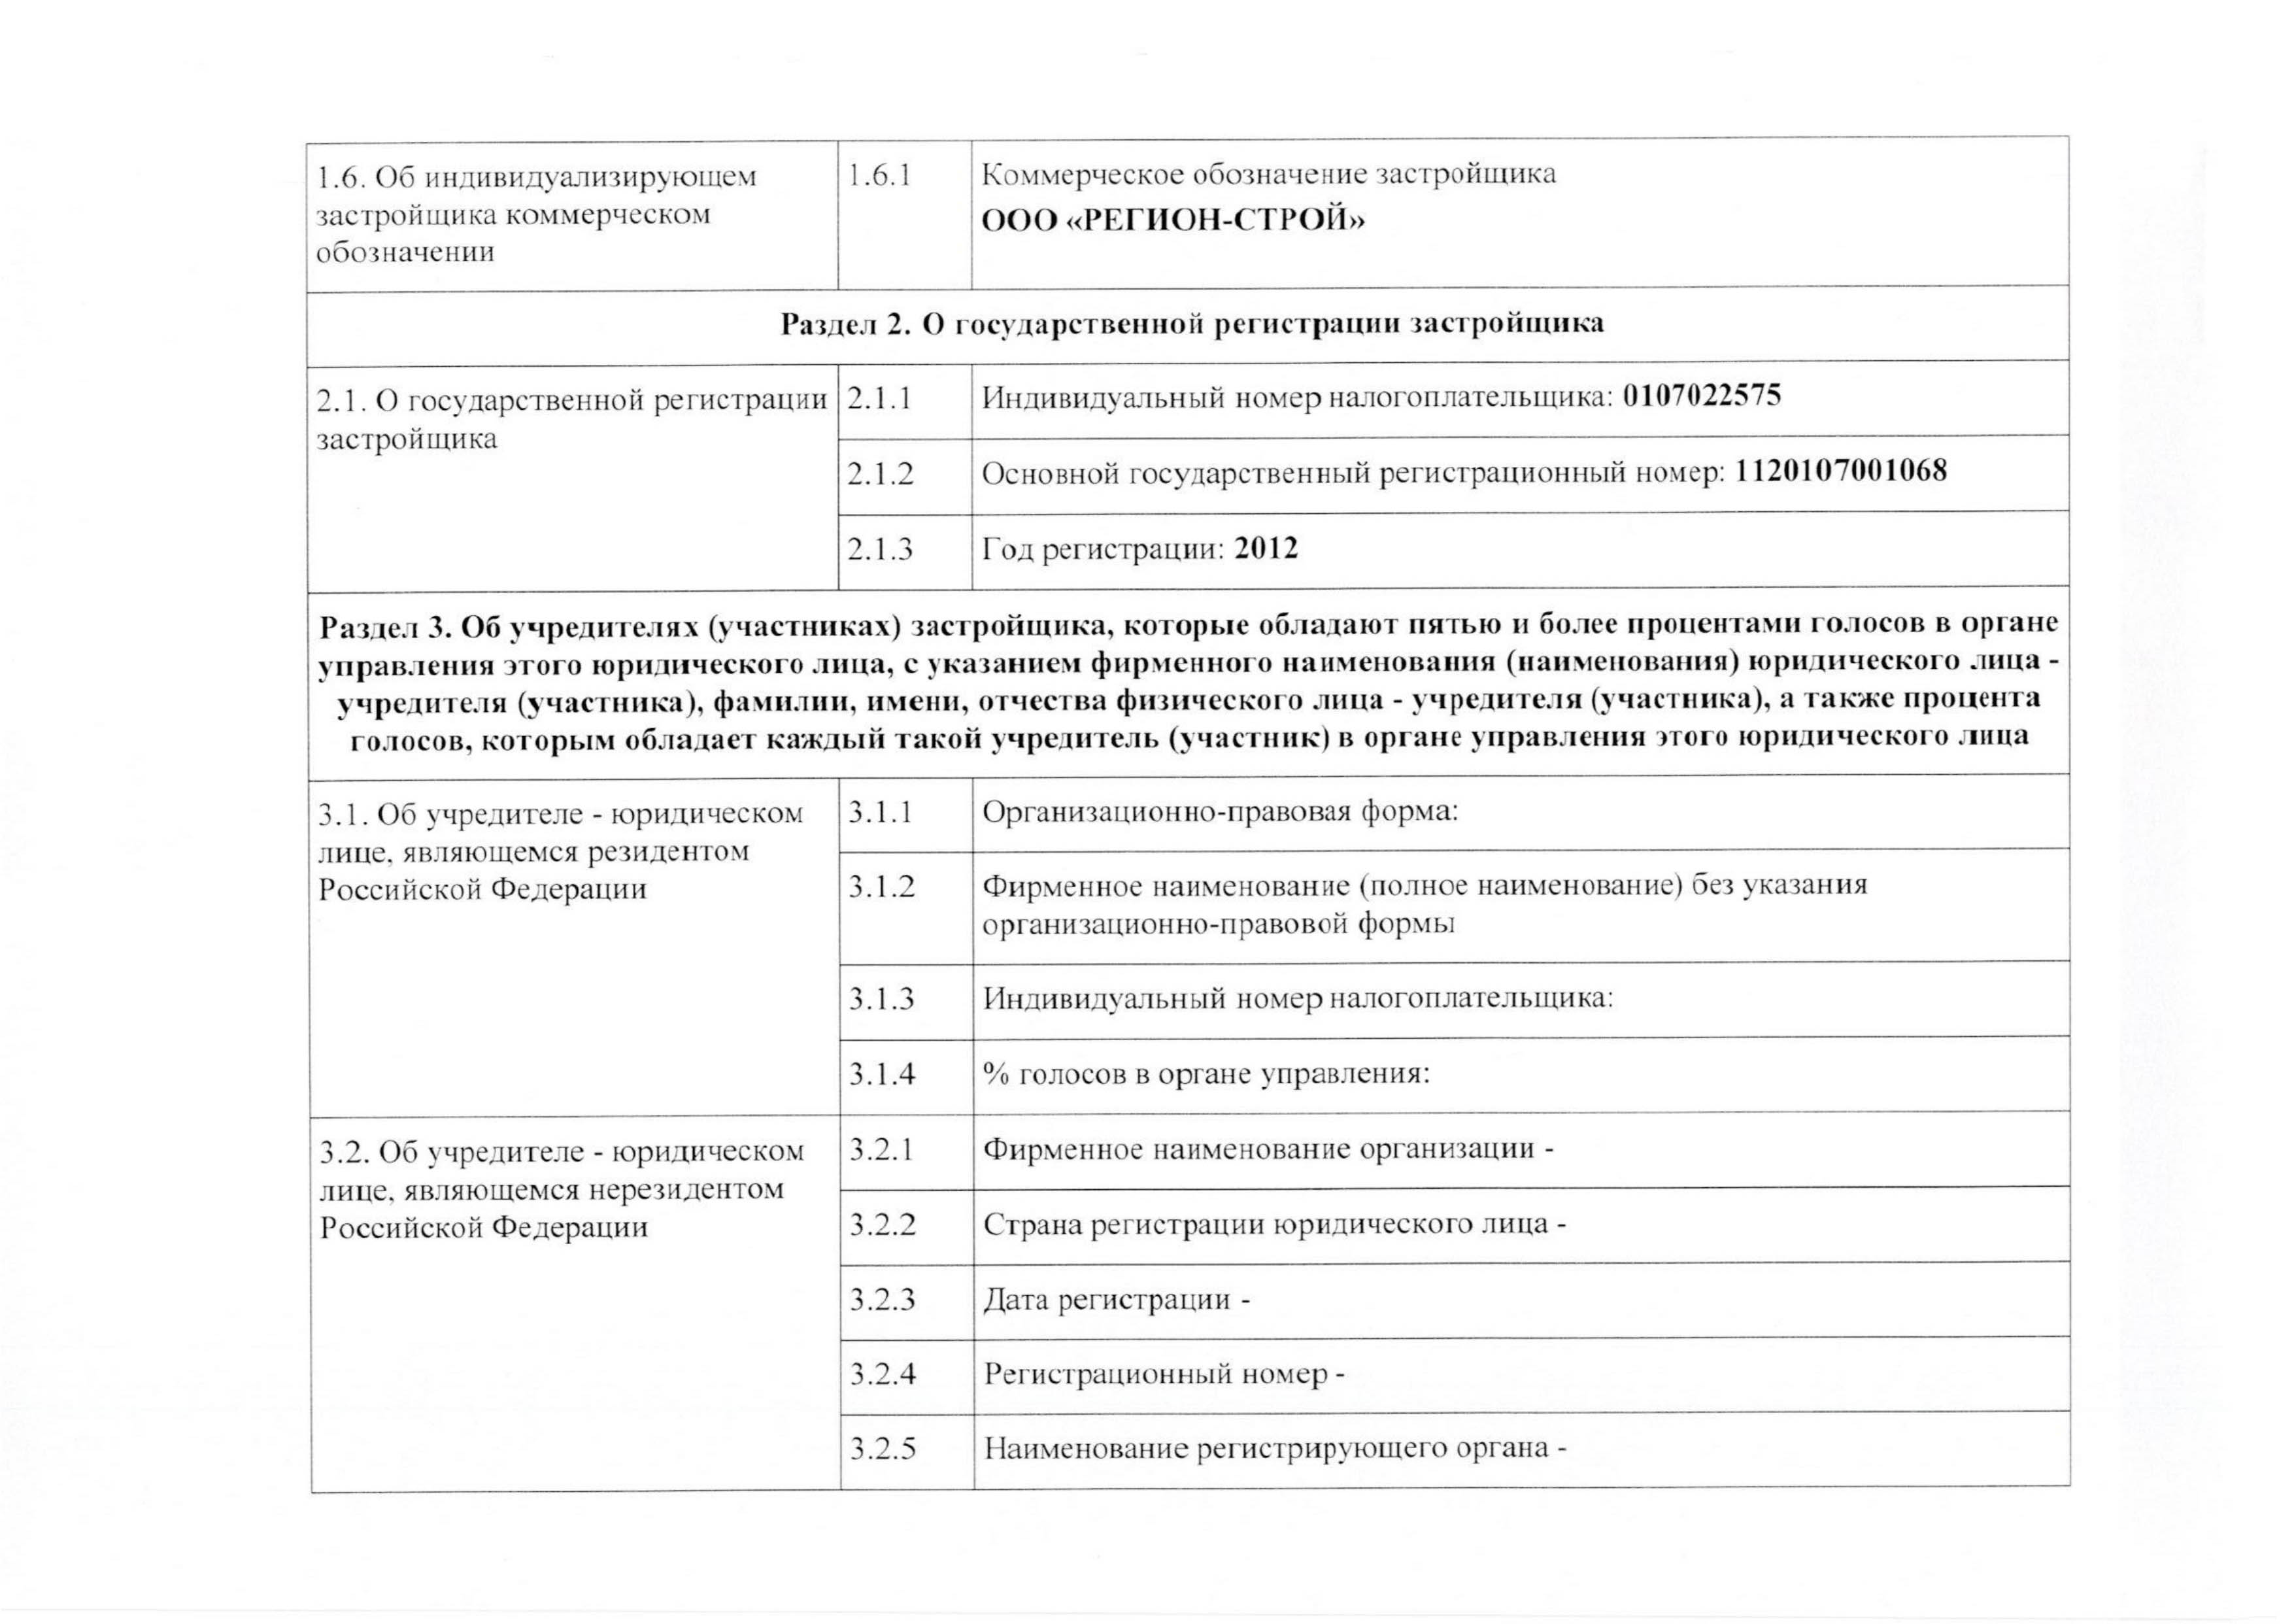 1.6. Об индивидуализирующем
застройщика коммерческом
обозначении
1.6.1
Коммерческое обозначение застройщика
ООО «РЕГИОН-СТРОЙ»
Раздел 2. О государственной регистрации застройщика
2.1. О государственной регистрации
застройщика
2.1.1
Индивидуальный номер налогоплательщика: 0107022575
2.1.2
Основной государственный регистрационный номер: 1120107001068
2.1.3
Год регистрации: 2012
Раздел 3. Об учредителях (участниках) застройщика, которые обладают пятью и более процентами голосов в органе
управления этого юридического лица, с указанием фирменного наименования (наименования) юридического лица -
учредителя (участника), фамилии, имени, отчества физического лица - учредителя (участника), а также процента
голосов, которым обладает каждый такой учредитель (участник) в органе управления этого юридического лица
3.1. Об учредителе - юридическом
лице, являющемся резидентом
Российской Федерации
3.1.1
Организационно-правовая форма:
3.1.2
Фирменное наименование (полное наименование) без указания
организационно-правовой формы
3.1.3
Индивидуальный номер налогоплательщика:
3.1.4
% голосов в органе управления:
3.2. Об учредителе - юридическом
лице, являющемся нерезидентом
Российской Федерации
3.2.1
Фирменное наименование организации -
3.2.2
Страна регистрации юридического лица -
3.2.3
Дата регистрации -
3.2.4
Регистрационный номер -
3.2.5
Наименование регистрирующего органа -